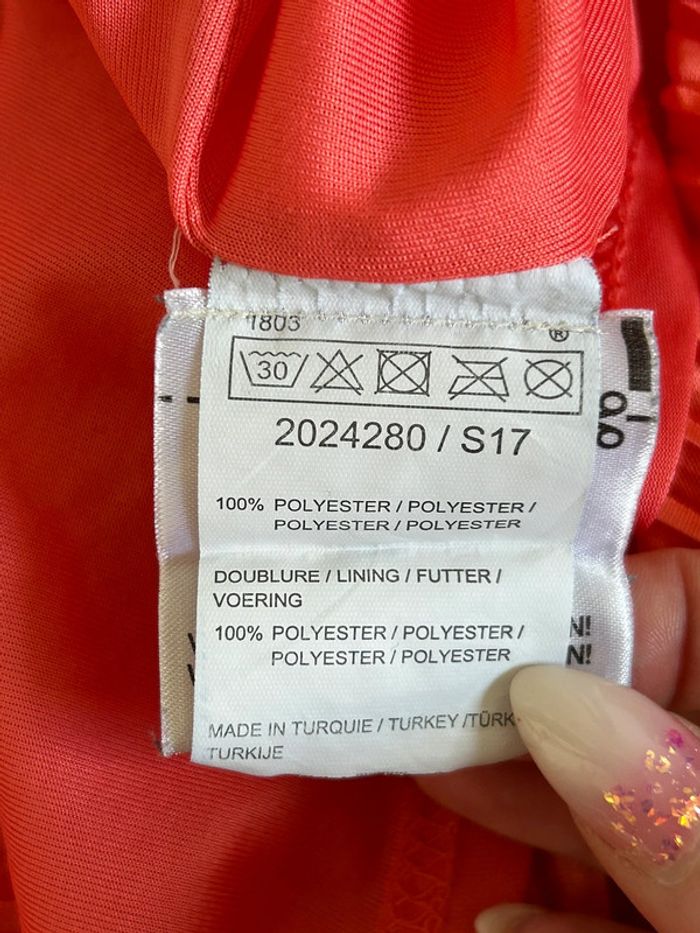 1803
®
30
2024280 / S17
100% POLYESTER / POLYESTER /
POLYESTER / POLYESTER
DOUBLURE / LINING / FUTTER /
VOERING
100% POLYESTER / POLYESTER /
POLYESTER / POLYESTER
MADE IN TURQUIE / TURKEY /TÜRK
TURKIJE
N!
N!